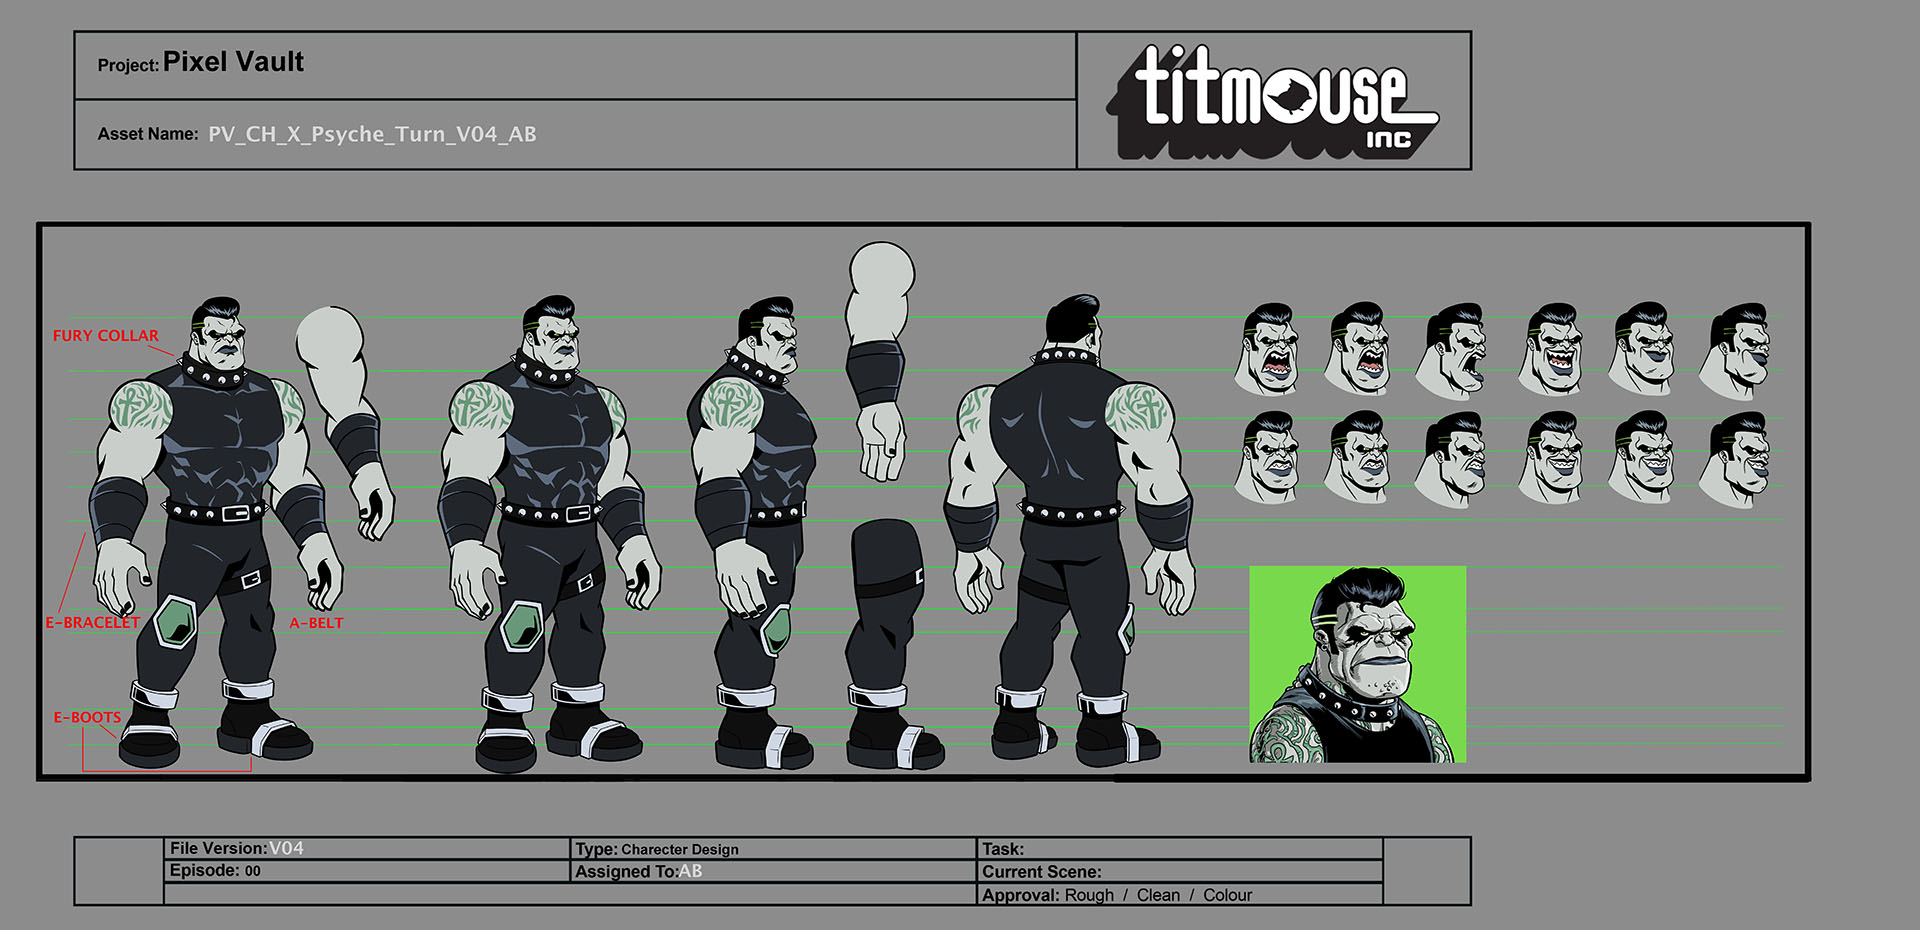 Project: Pixel Vault
titmouse
INC
Asset Name: PV_CH_X_Psyche_Turn_V04_AB
FURY COLLAR
E-BRACELET
A-BELT
E-BOOTS
File Version: V04
Type: Charecter Design
Task:
Episode: 00
Assigned To: AB
Current Scene:
Approval: Rough / Clean / Colour